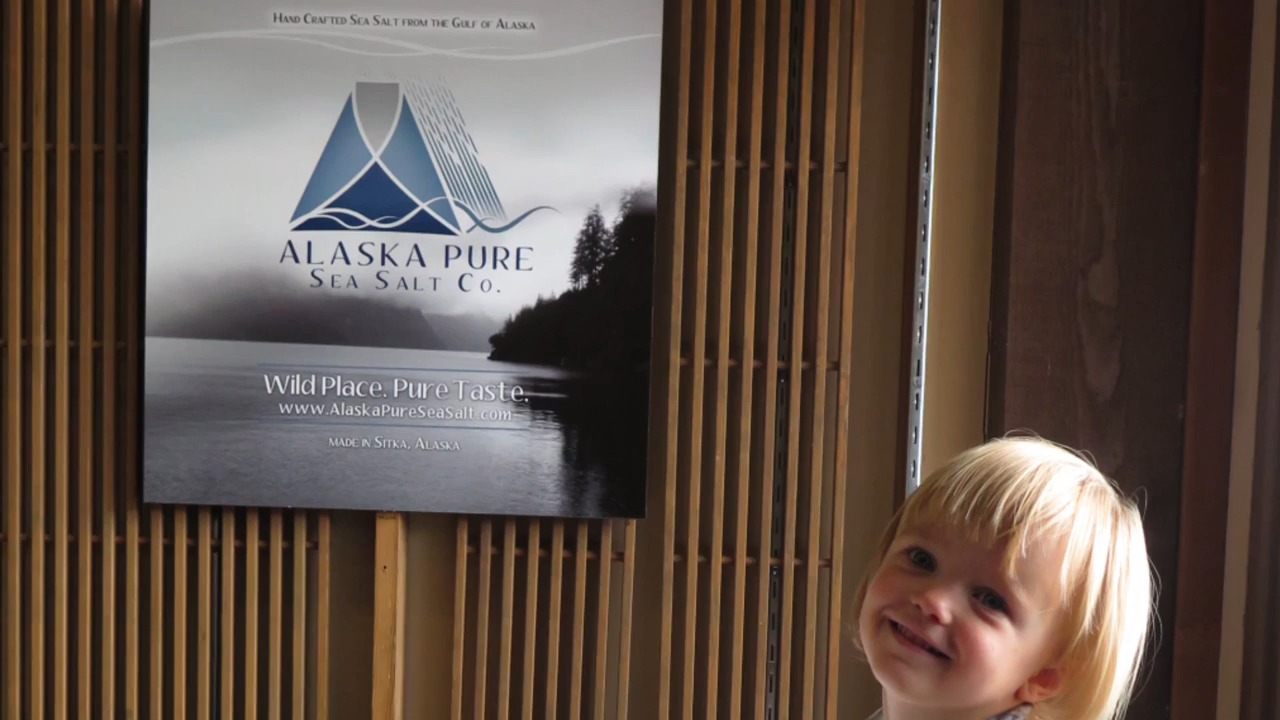 Hand Crafted Sea Salt from the Gulf of Alaska
ALASKA PURE
SEA SALT CO.
Wild Place. Pure Taste.
www.AlaskaPureSeaSalt.com
MADE IN SITKA, ALASKA